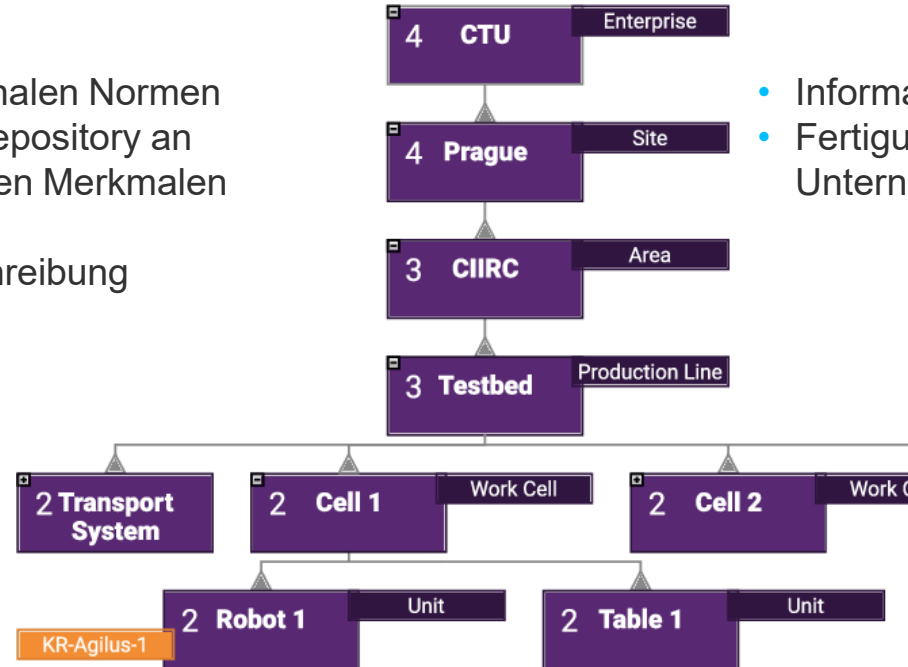 4 CTU
Enterprise
nalen Normen
epository an
en Merkmalen
reibung
• Informa
• Fertigu
Untern
4 Prague
Site
3 CIIRC
Area
3 Testbed
Production Line
2 Transport
System
2 Cell 1
Work Cell
2 Cell 2
Work C
2 Robot 1
Unit
KR-Agilus-1
2 Table 1
Unit